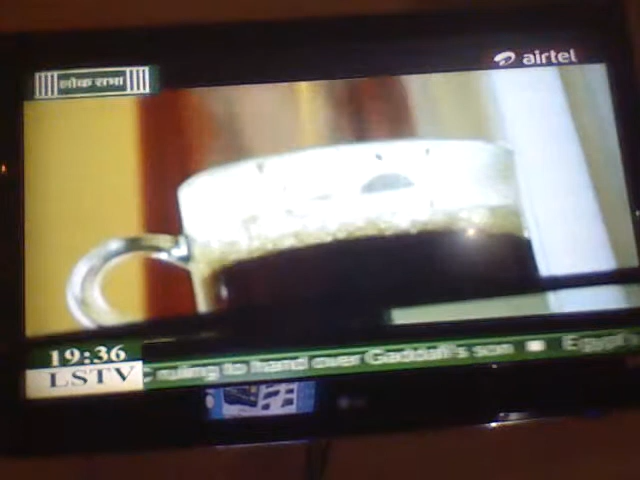 लोक सभा
airtel
19:36
LSTV
ruling to hand over Gaddafi's son ■ Egypt's